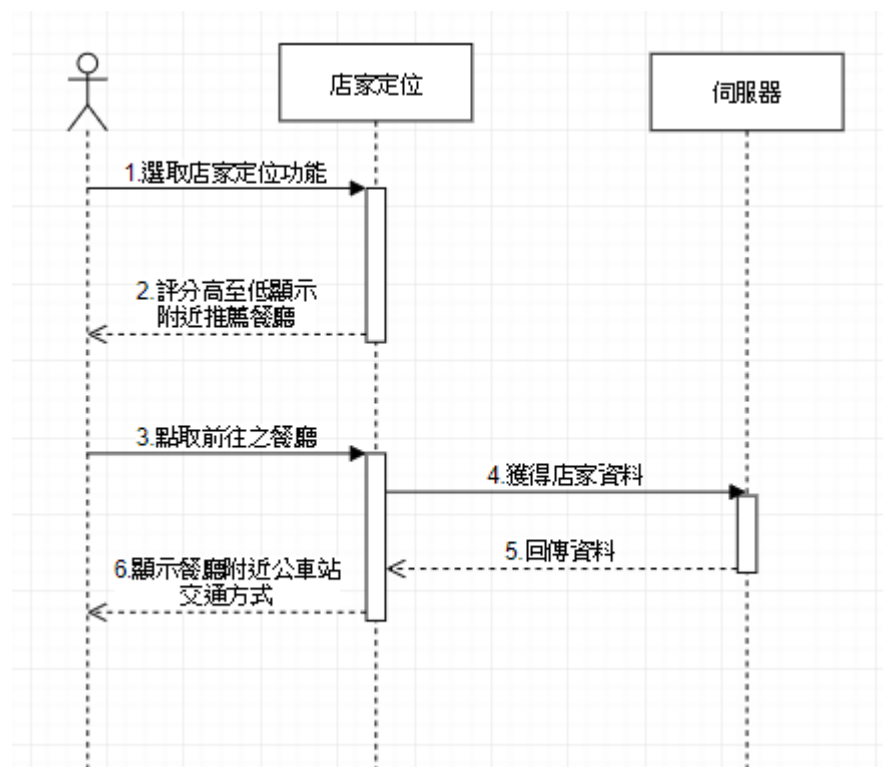 店家定位
伺服器
1.選取店家定位功能
2.評分高至低顯示
附近推薦餐廳
3.點取前往之餐廳
4.獲得店家資料
5.回傳資料
6.顯示餐廳附近公車站
交通方式